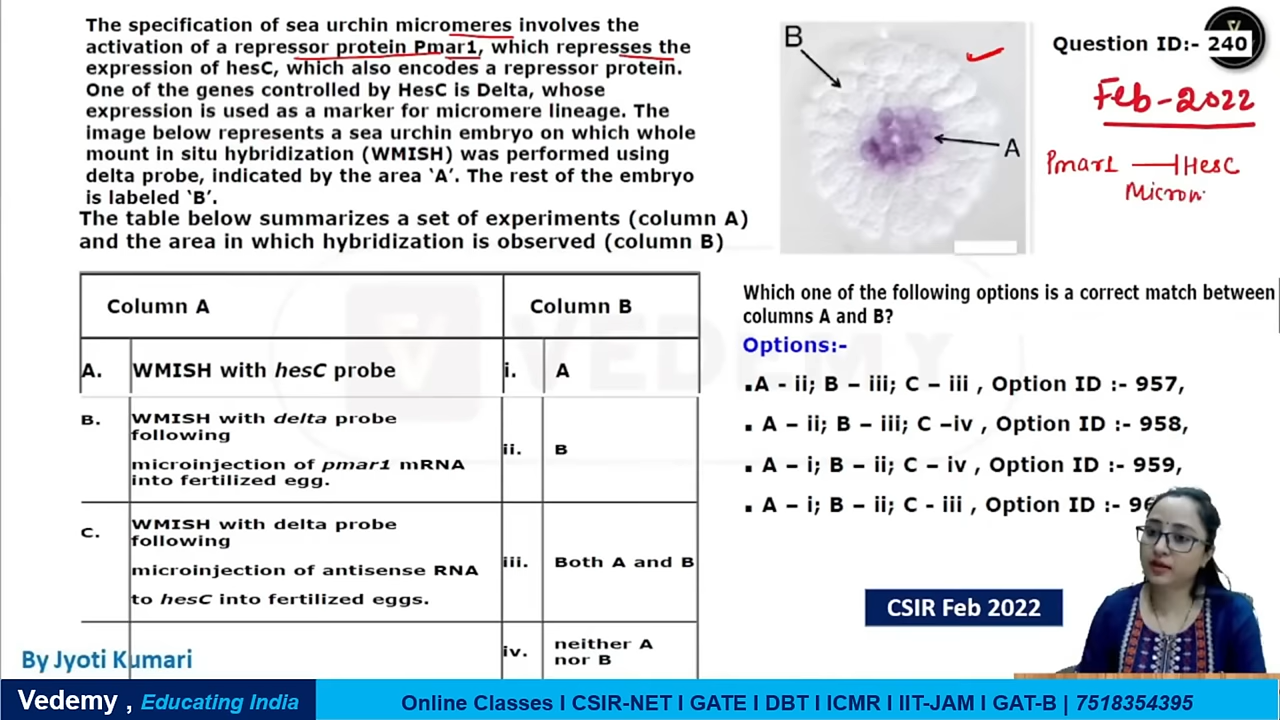 The specification of sea urchin micromeres involves the
activation of a repressor protein Pmar1, which represses the
expression of hesC, which also encodes a repressor protein.
One of the genes controlled by HesC is Delta, whose
expression is used as a marker for micromere lineage. The
image below represents a sea urchin embryo on which whole
mount in situ hybridization (WMISH) was performed using
delta probe, indicated by the area ‘A’. The rest of the embryo
is labeled ‘B’.
The table below summarizes a set of experiments (column A)
and the area in which hybridization is observed (column B)
B
A
Question ID:- 240
Feb-2022
Pmar1 ⊣ HesC
Micron
Column A
Column B
A. WMISH with hesC probe
i. A
B. WMISH with delta probe
following
microinjection of pmar1 mRNA
into fertilized egg.
ii. B
C. WMISH with delta probe
following
microinjection of antisense RNA
to hesC into fertilized eggs.
iii. Both A and B
iv. neither A
nor B
VEDEMY
Which one of the following options is a correct match between
columns A and B?
Options:-
.A - ii; B – iii; C – iii , Option ID :- 957,
. A – ii; B – iii; C –iv , Option ID :- 958,
. A – i; B – ii; C – iv , Option ID :- 959,
. A – i; B – ii; C - iii , Option ID :- 96
CSIR Feb 2022
By Jyoti Kumari
Vedemy , Educating India
Online Classes I CSIR-NET I GATE I DBT I ICMR I IIT-JAM I GAT-B | 7518354395